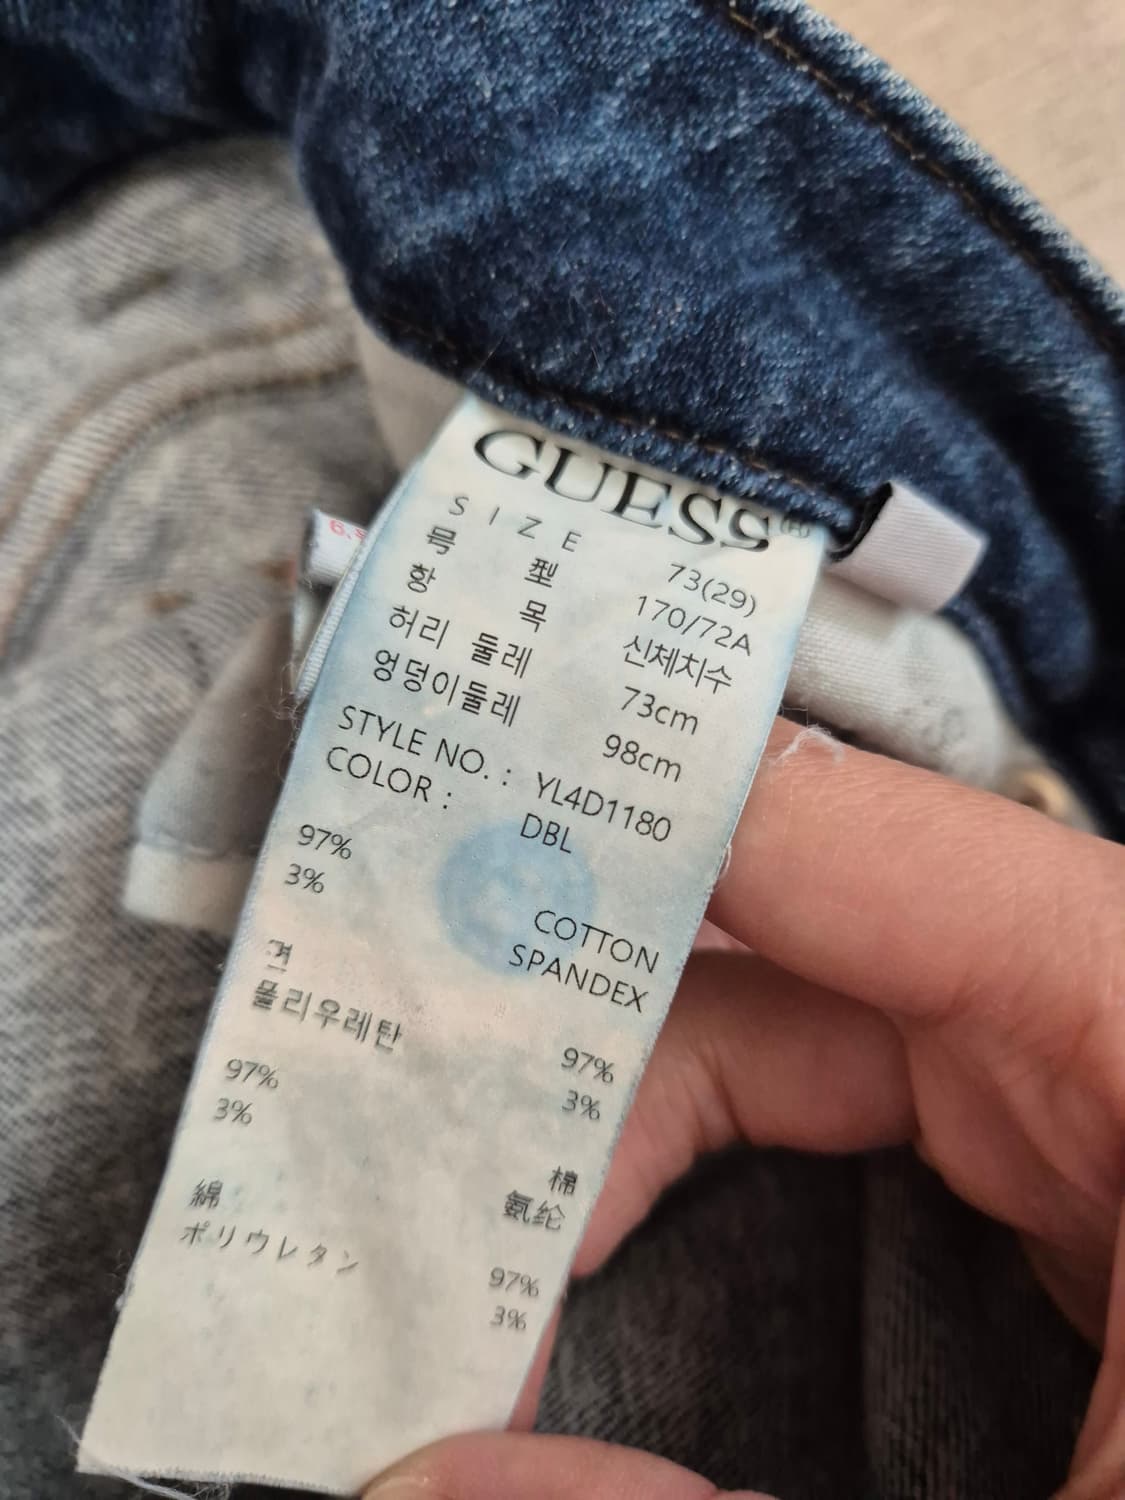 GUESS®
SIZE 73(29)
号型 170/72A
항목 신체치수
허리 둘레 73cm
엉덩이둘레 98cm
STYLE NO. : YL4D1180
COLOR : DBL
97% COTTON
3% SPANDEX
면 97%
폴리우레탄 3%
97% 棉
3% 氨纶
綿 97%
ポリウレタン 3%